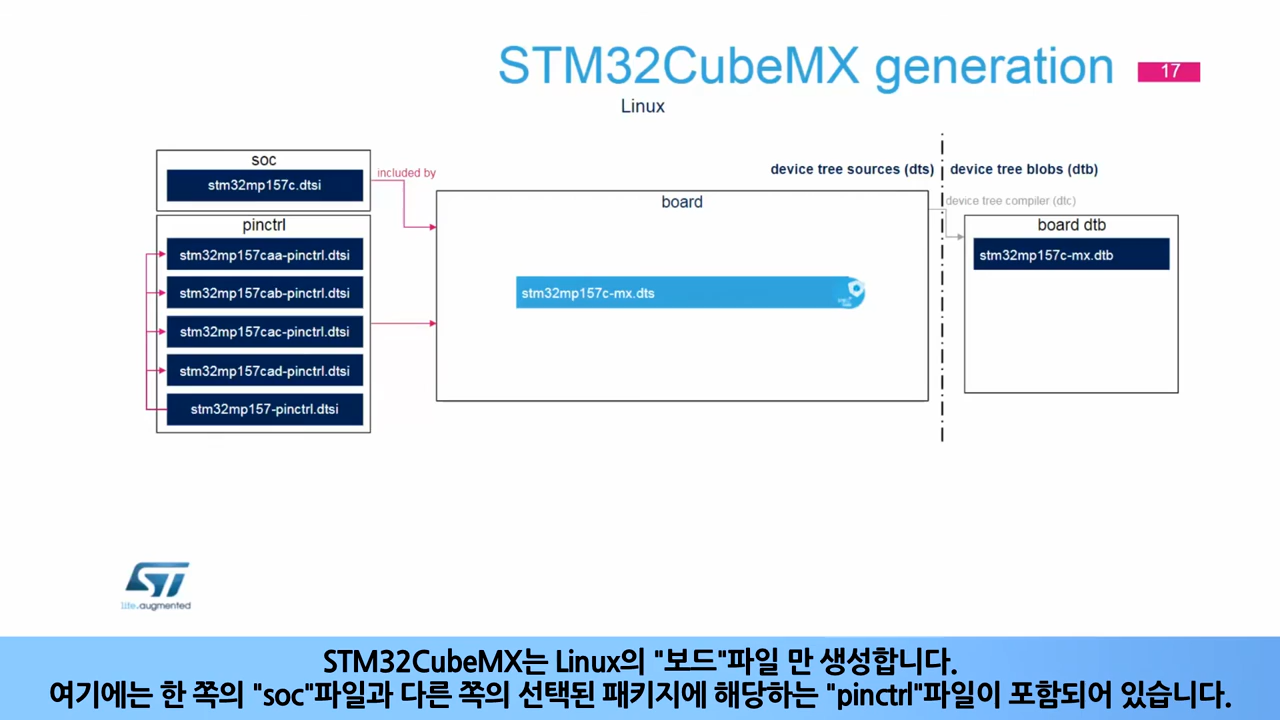 STM32CubeMX generation
17
Linux
soc
stm32mp157c.dtsi
included by
pinctrl
stm32mp157caa-pinctrl.dtsi
stm32mp157cab-pinctrl.dtsi
stm32mp157cac-pinctrl.dtsi
stm32mp157cad-pinctrl.dtsi
stm32mp157-pinctrl.dtsi
device tree sources (dts)
board
stm32mp157c-mx.dts
device tree blobs (dtb)
device tree compiler (dtc)
board dtb
stm32mp157c-mx.dtb
ST
life.augmented
STM32CubeMX는 Linux의 "보드"파일 만 생성합니다.
여기에는 한 쪽의 "soc"파일과 다른 쪽의 선택된 패키지에 해당하는 "pinctrl"파일이 포함되어 있습니다.